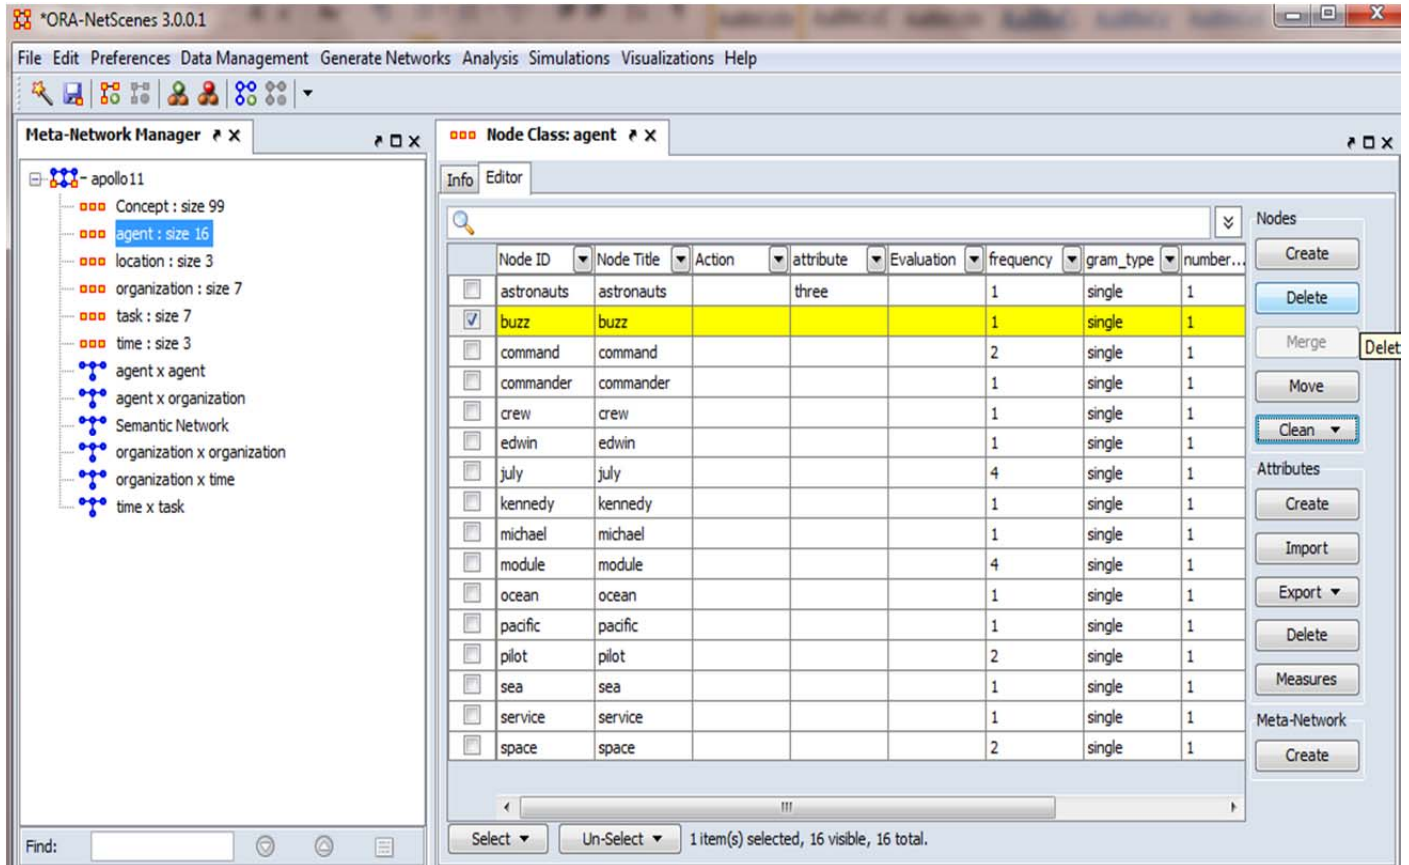 *ORA-NetScenes 3.0.0.1
File Edit Preferences Data Management Generate Networks Analysis Simulations Visualizations Help
Meta-Network Manager
apollo11
Concept : size 99
agent : size 16
location : size 3
organization : size 7
task : size 7
time : size 3
agent x agent
agent x organization
Semantic Network
organization x organization
organization x time
time x task
Find:
Node Class: agent
Info Editor
Node ID Node Title Action attribute Evaluation frequency gram_type number...
astronauts astronauts three 1 single 1
buzz buzz 1 single 1
command command 2 single 1
commander commander 1 single 1
crew crew 1 single 1
edwin edwin 1 single 1
july july 4 single 1
kennedy kennedy 1 single 1
michael michael 1 single 1
module module 4 single 1
ocean ocean 1 single 1
pacific pacific 1 single 1
pilot pilot 2 single 1
sea sea 1 single 1
service service 1 single 1
space space 2 single 1
Select Un-Select 1 item(s) selected, 16 visible, 16 total.
Nodes
Create
Delete
Merge
Delet
Move
Clean
Attributes
Create
Import
Export
Delete
Measures
Meta-Network
Create